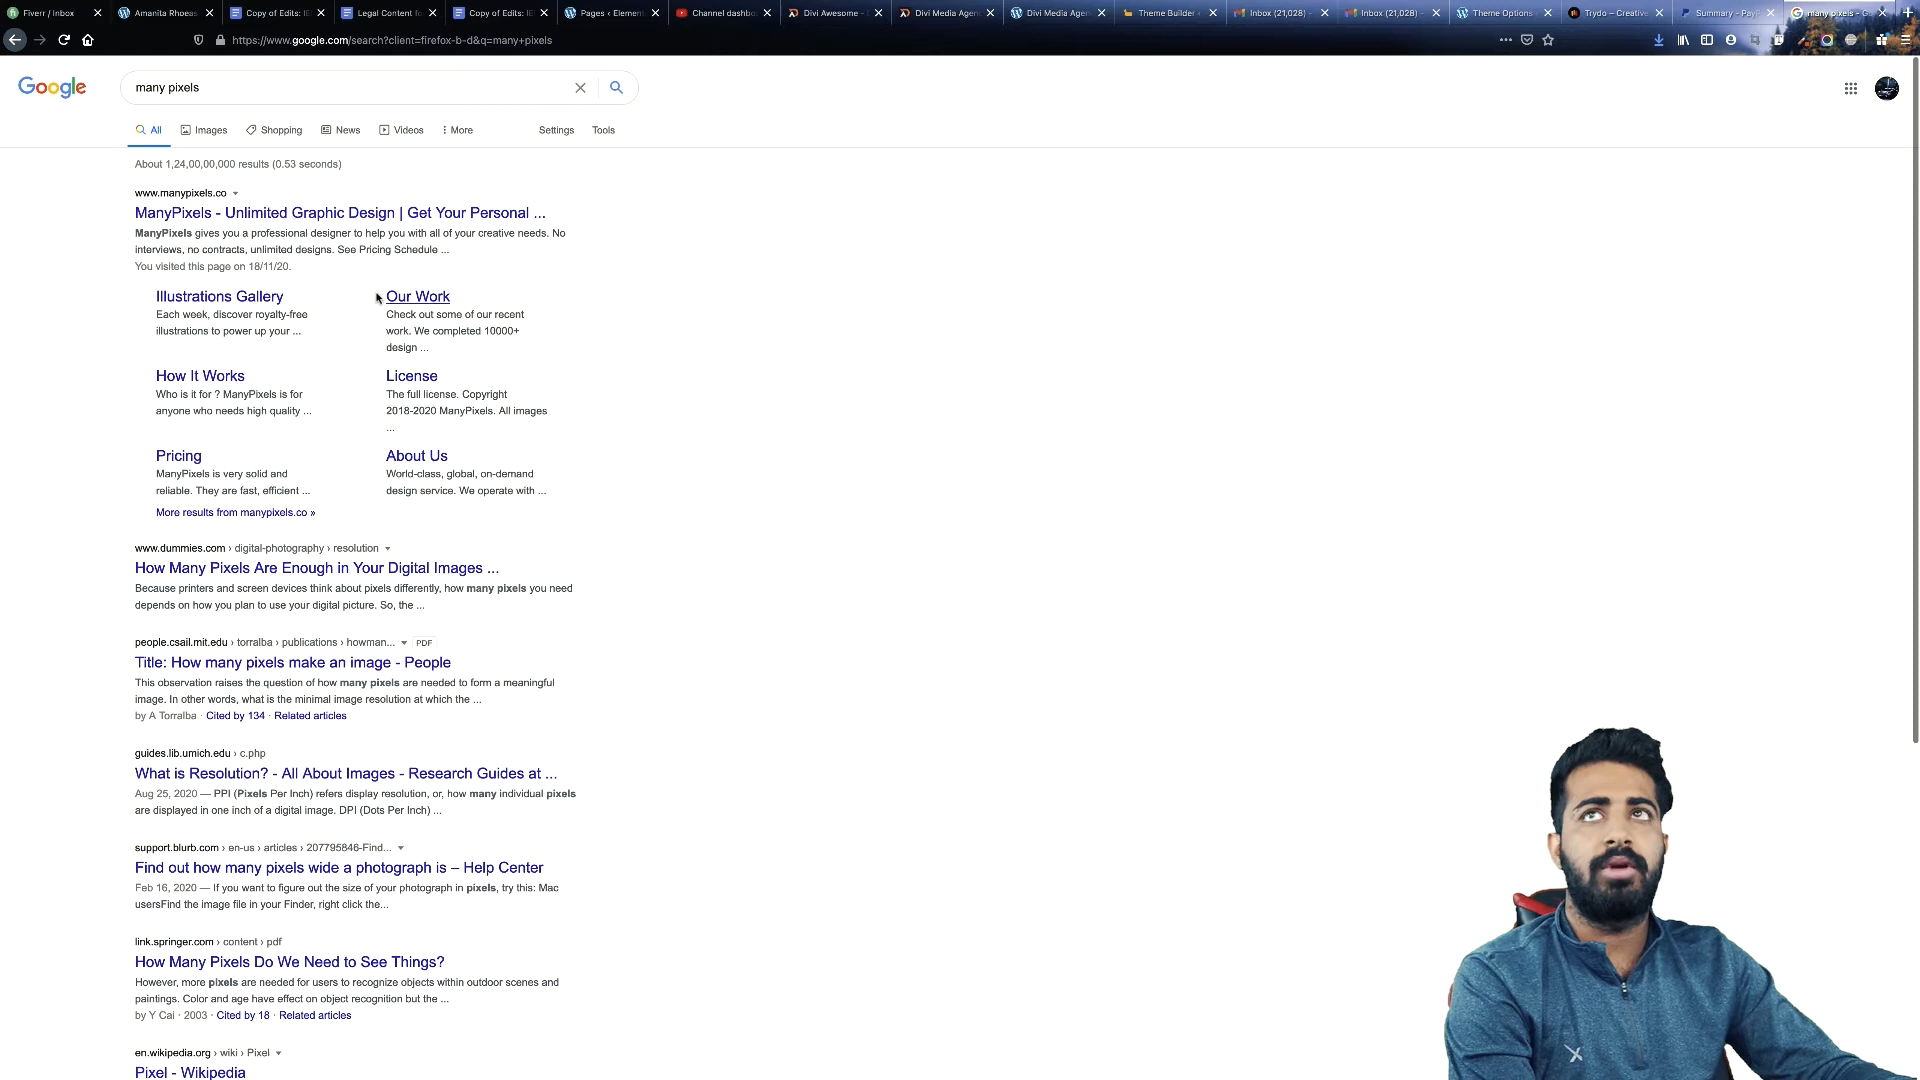 Fiverr / Inbox
Amanita Rhoeas
Copy of Edits: IE
Legal Content fo
Copy of Edits: IE
Pages ‹ Elemen
Channel dashbo
Divi Awesome -
Divi Media Agen
Divi Media Agen
Theme Builder ‹
Inbox (21,028) -
Inbox (21,028) -
Theme Options
Trydo – Creative
Summary - PayP
many pixels - G
https://www.google.com/search?client=firefox-b-d&q=many+pixels
Google
many pixels
All
Images
Shopping
News
Videos
More
Settings
Tools
About 1,24,00,00,000 results (0.53 seconds)
www.manypixels.co
ManyPixels - Unlimited Graphic Design | Get Your Personal ...
ManyPixels gives you a professional designer to help you with all of your creative needs. No
interviews, no contracts, unlimited designs. See Pricing Schedule ...
You visited this page on 18/11/20.
Illustrations Gallery
Each week, discover royalty-free
illustrations to power up your ...
Our Work
Check out some of our recent
work. We completed 10000+
design ...
How It Works
Who is it for ? ManyPixels is for
anyone who needs high quality ...
License
The full license. Copyright
2018-2020 ManyPixels. All images
...
Pricing
ManyPixels is very solid and
reliable. They are fast, efficient ...
About Us
World-class, global, on-demand
design service. We operate with ...
More results from manypixels.co »
www.dummies.com › digital-photography › resolution
How Many Pixels Are Enough in Your Digital Images ...
Because printers and screen devices think about pixels differently, how many pixels you need
depends on how you plan to use your digital picture. So, the ...
people.csail.mit.edu › torralba › publications › howman...
PDF
Title: How many pixels make an image - People
This observation raises the question of how many pixels are needed to form a meaningful
image. In other words, what is the minimal image resolution at which the ...
by A Torralba · Cited by 134 · Related articles
guides.lib.umich.edu › c.php
What is Resolution? - All About Images - Research Guides at ...
Aug 25, 2020 — PPI (Pixels Per Inch) refers display resolution, or, how many individual pixels
are displayed in one inch of a digital image. DPI (Dots Per Inch) ...
support.blurb.com › en-us › articles › 207795846-Find...
Find out how many pixels wide a photograph is – Help Center
Feb 16, 2020 — If you want to figure out the size of your photograph in pixels, try this: Mac
usersFind the image file in your Finder, right click the...
link.springer.com › content › pdf
How Many Pixels Do We Need to See Things?
However, more pixels are needed for users to recognize objects within outdoor scenes and
paintings. Color and age have effect on object recognition but the ...
by Y Cai · 2003 · Cited by 18 · Related articles
en.wikipedia.org › wiki › Pixel
Pixel - Wikipedia